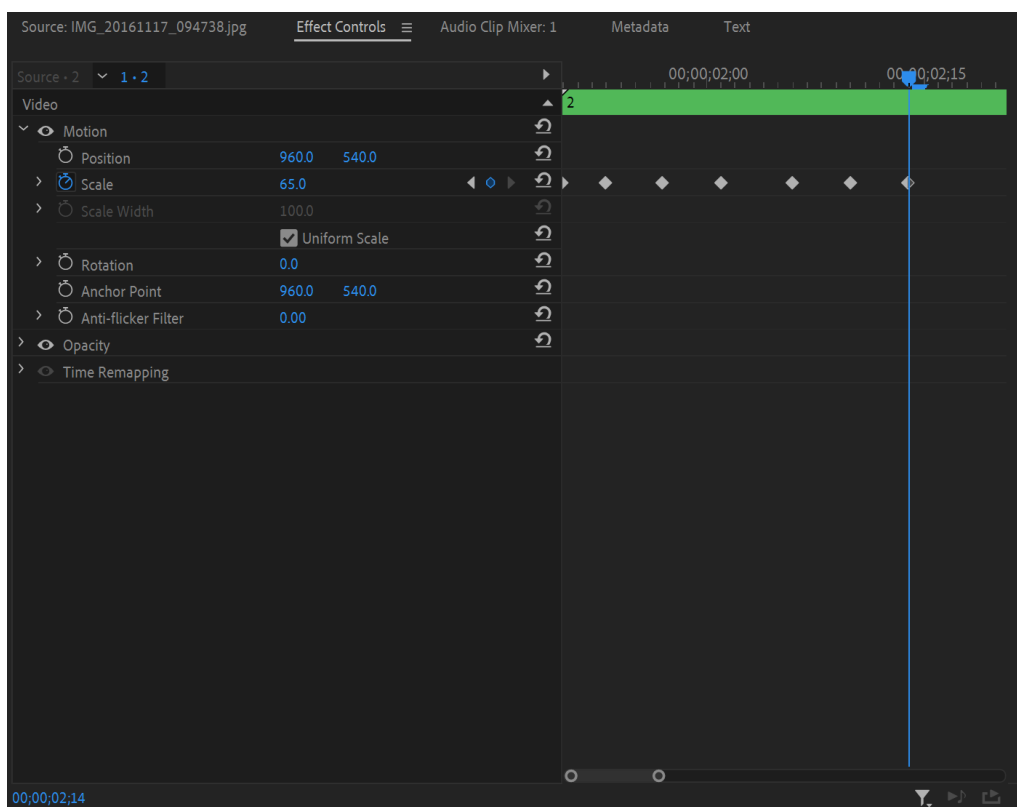 Source: IMG_20161117_094738.jpg Effect Controls Audio Clip Mixer: 1 Metadata Text
Source • 2 1 • 2 00;00;02;00 00;00;02;15
Video 2
Motion
Position 960.0 540.0
Scale 65.0
Scale Width 100.0
Uniform Scale
Rotation 0.0
Anchor Point 960.0 540.0
Anti-flicker Filter 0.00
Opacity
Time Remapping
00;00;02;14